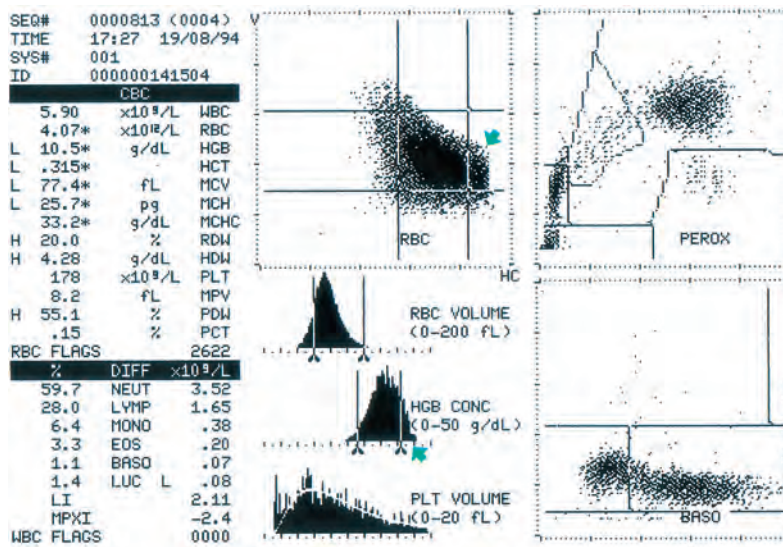 SEQ# 0000813 (0004)
TIME 17:27 19/08/94
SYS# 001
ID 000000141504
CBC
5.90 x10⁹/L WBC
4.07* x10¹²/L RBC
L 10.5* g/dL HGB
L .315* HCT
L 77.4* fL MCV
L 25.7* pg MCH
33.2* g/dL MCHC
H 20.0 % RDW
H 4.28 g/dL HDW
178 x10⁹/L PLT
8.2 fL MPV
H 55.1 % PDW
.15 % PCT
RBC FLAGS 2622
% DIFF x10⁹/L
59.7 NEUT 3.52
28.0 LYMP 1.65
6.4 MONO .38
3.3 EOS .20
1.1 BASO .07
1.4 LUC L .08
LI 2.11
MPXI -2.4
WBC FLAGS 0000
V
RBC
HC
RBC VOLUME
(0-200 fL)
HGB CONC
(0-50 g/dL)
PLT VOLUME
(0-20 fL)
PEROX
BASO